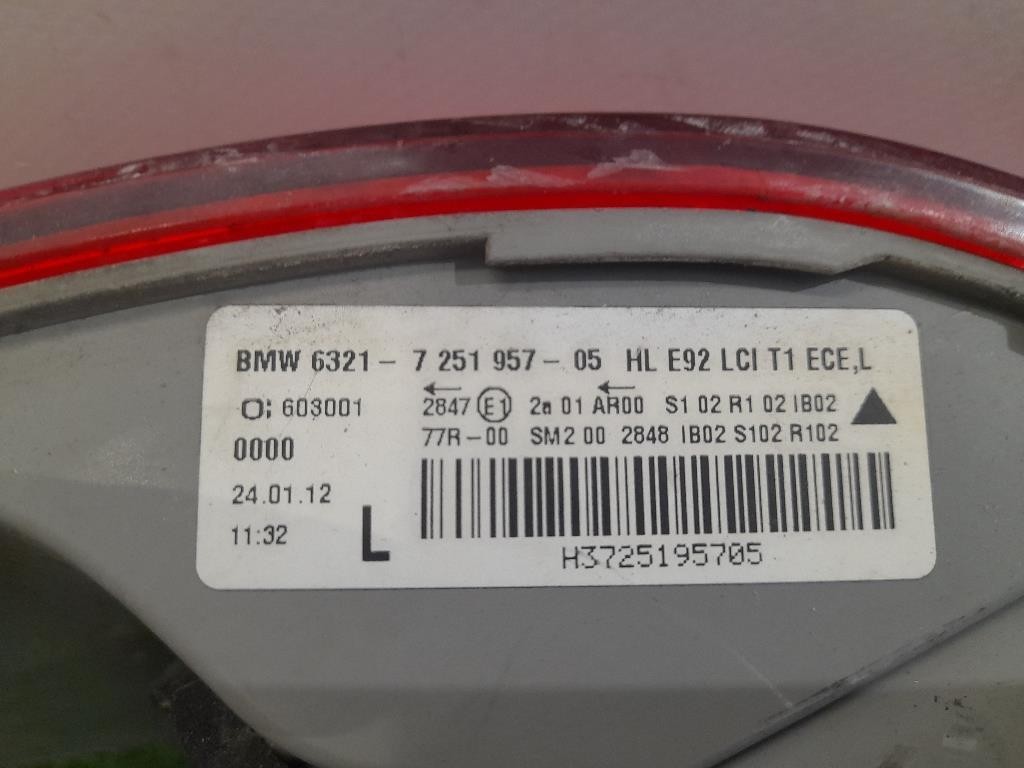 BMW 6321- 7 251 957-05 HL E92 LCI T1 ECE,L
603001 2847 E1 2a 01 AR00 S1 02 R1 02 IB02
0000 77R-00 SM2 00 2848 IB02 S102 R102
24.01.12
11:32 L
H3725195705